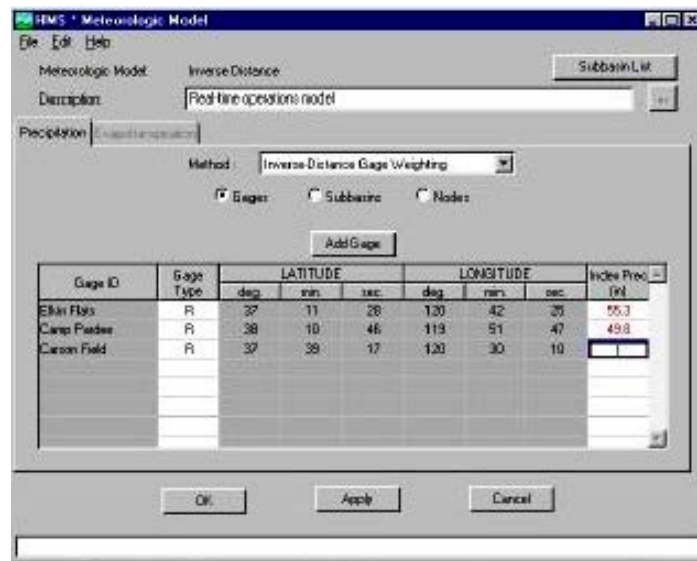 HMS * Meteorologic Model
File Edit Help
Meteorologic Model: Inverse Distance Subbasin List
Description: Real-time operations model
Precipitation Evapotranspiration
Method : Inverse-Distance Gage Weighting
Gages Subbasins Nodes
Add Gage
Gage ID Gage Type LATITUDE LONGITUDE Index Prec (in)
deg. min. sec. deg. min. sec.
Elkin Flats R 37 11 28 120 42 25 55.3
Camp Pardee R 38 10 46 119 51 47 49.8
Carson Field R 37 39 17 120 30 10
OK Apply Cancel